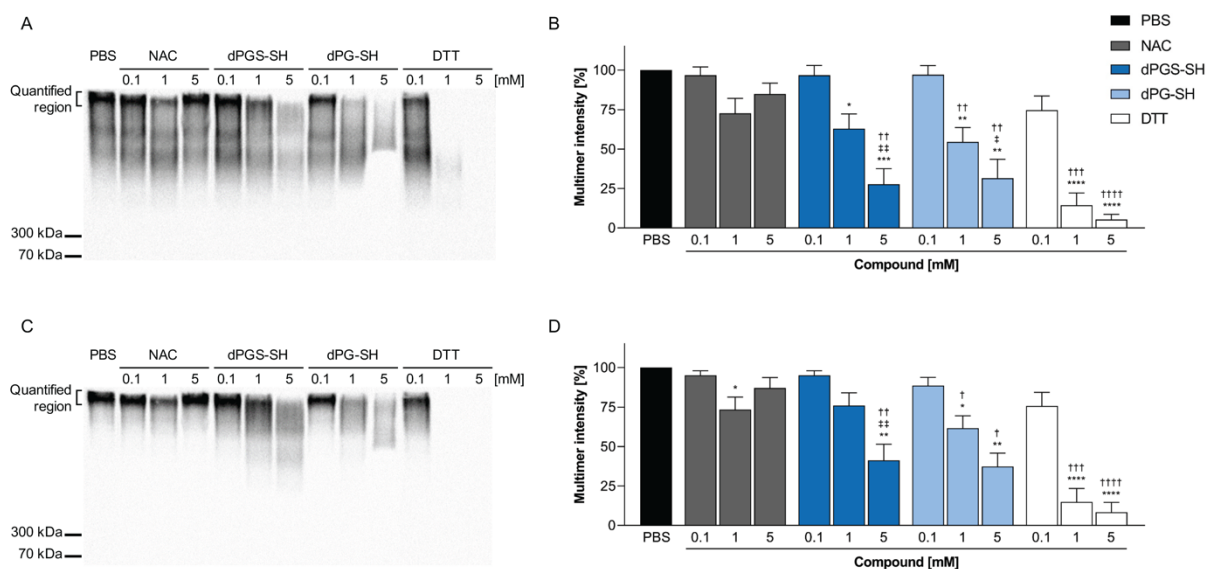 A
PBS NAC dPGS-SH dPG-SH DTT
0.1 1 5 0.1 1 5 0.1 1 5 0.1 1 5 [mM]
Quantified
region
300 kDa
70 kDa
B
PBS
NAC
dPGS-SH
dPG-SH
DTT
Multimer intensity [%]
100
75
50
25
0
*
††
‡‡
***
††
**
††
‡
**
†††
****
††††
****
PBS 0.1 1 5 0.1 1 5 0.1 1 5 0.1 1 5
Compound [mM]
C
PBS NAC dPGS-SH dPG-SH DTT
0.1 1 5 0.1 1 5 0.1 1 5 0.1 1 5 [mM]
Quantified
region
300 kDa
70 kDa
D
Multimer intensity [%]
100
75
50
25
0
*
††
‡‡
**
†
*
†
**
†††
****
††††
****
PBS 0.1 1 5 0.1 1 5 0.1 1 5 0.1 1 5
Compound [mM]